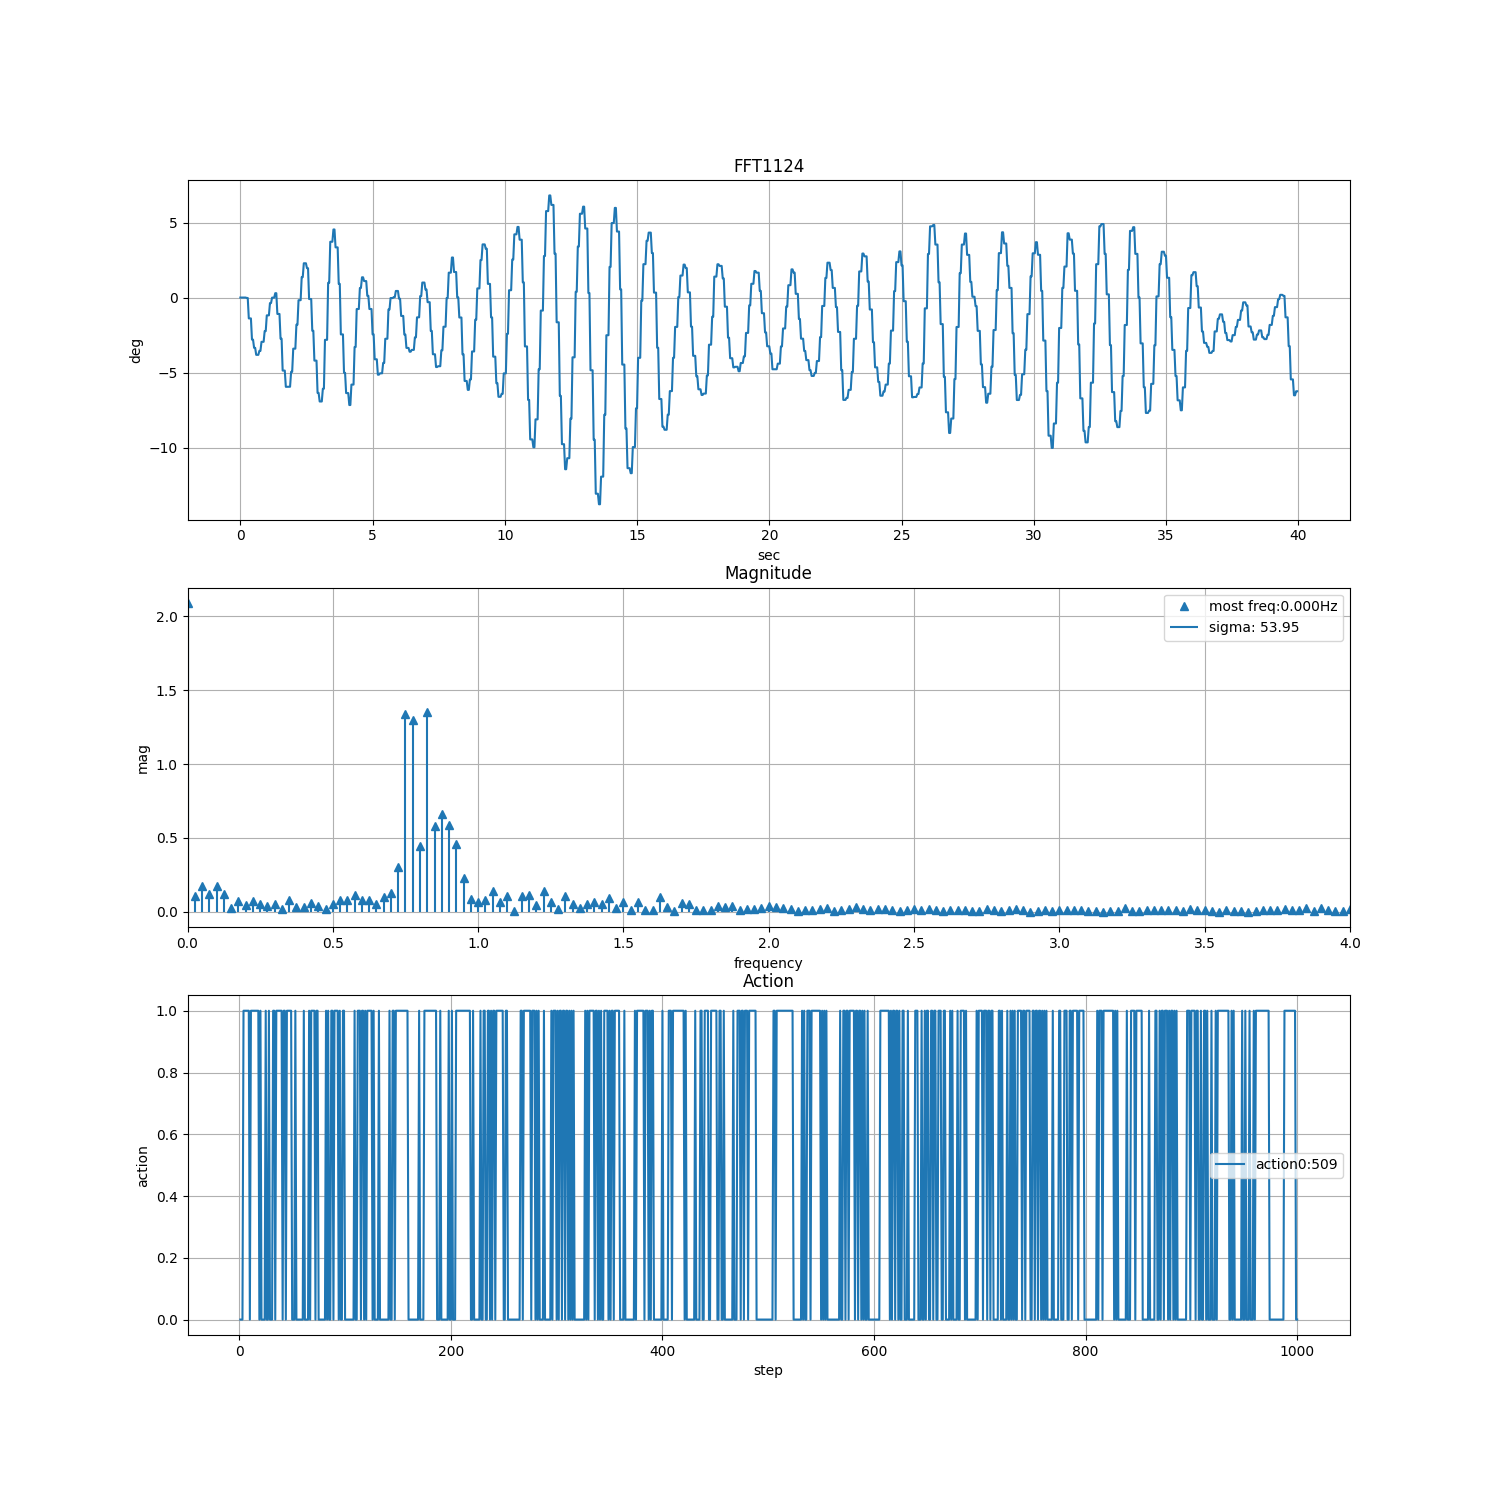 FFT1124
deg
5
0
−5
−10
0 5 10 15 20 25 30 35 40
sec
Magnitude
mag
2.0
1.5
1.0
0.5
0.0
most freq:0.000Hz
sigma: 53.95
0.0 0.5 1.0 1.5 2.0 2.5 3.0 3.5 4.0
frequency
Action
action
1.0
0.8
0.6
0.4
0.2
0.0
action0:509
0 200 400 600 800 1000
step